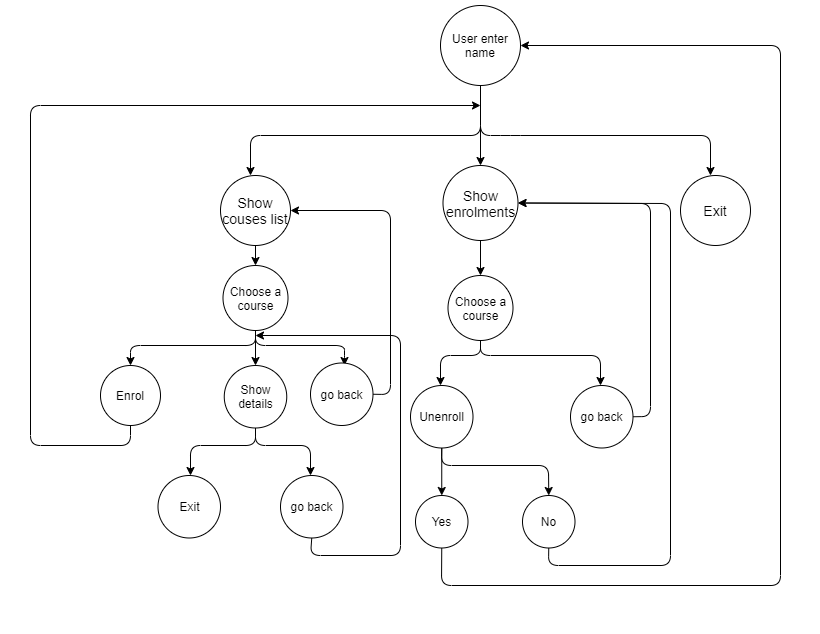 User enter
name
Show
couses list
Show
enrolments
Exit
Choose a
course
Choose a
course
Enrol
Show
details
go back
Unenroll
go back
Exit
go back
Yes
No